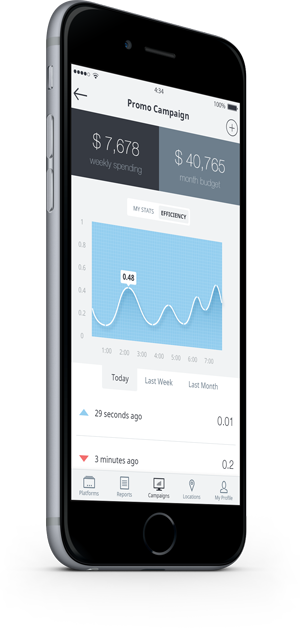 4:34
100%
Promo Campaign
$ 7,678
weekly spending
$ 40,765
month budget
MY STATS
EFFICIENCY
1
0.8
0.6
0.4
0.2
0
0.48
1:00 2:00 3:00 4:00 5:00 6:00 7:00
Today
Last Week
Last Month
29 seconds ago
0.01
3 minutes ago
0.2
Platforms
Reports
Campaigns
Locations
My Profile